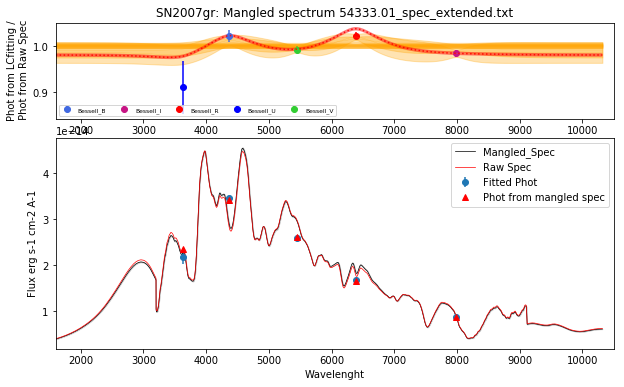 SN2007gr: Mangled spectrum 54333.01_spec_extended.txt
Phot from LCfitting /
Phot from Raw Spec
1.0
0.9
Bessell_B
Bessell_I
Bessell_R
Bessell_U
Bessell_V
2000 3000 4000 5000 6000 7000 8000 9000 10000
1e−14
Flux erg s-1 cm-2 A-1
4
3
2
1
Mangled_Spec
Raw Spec
Fitted Phot
Phot from mangled spec
2000 3000 4000 5000 6000 7000 8000 9000 10000
Wavelenght